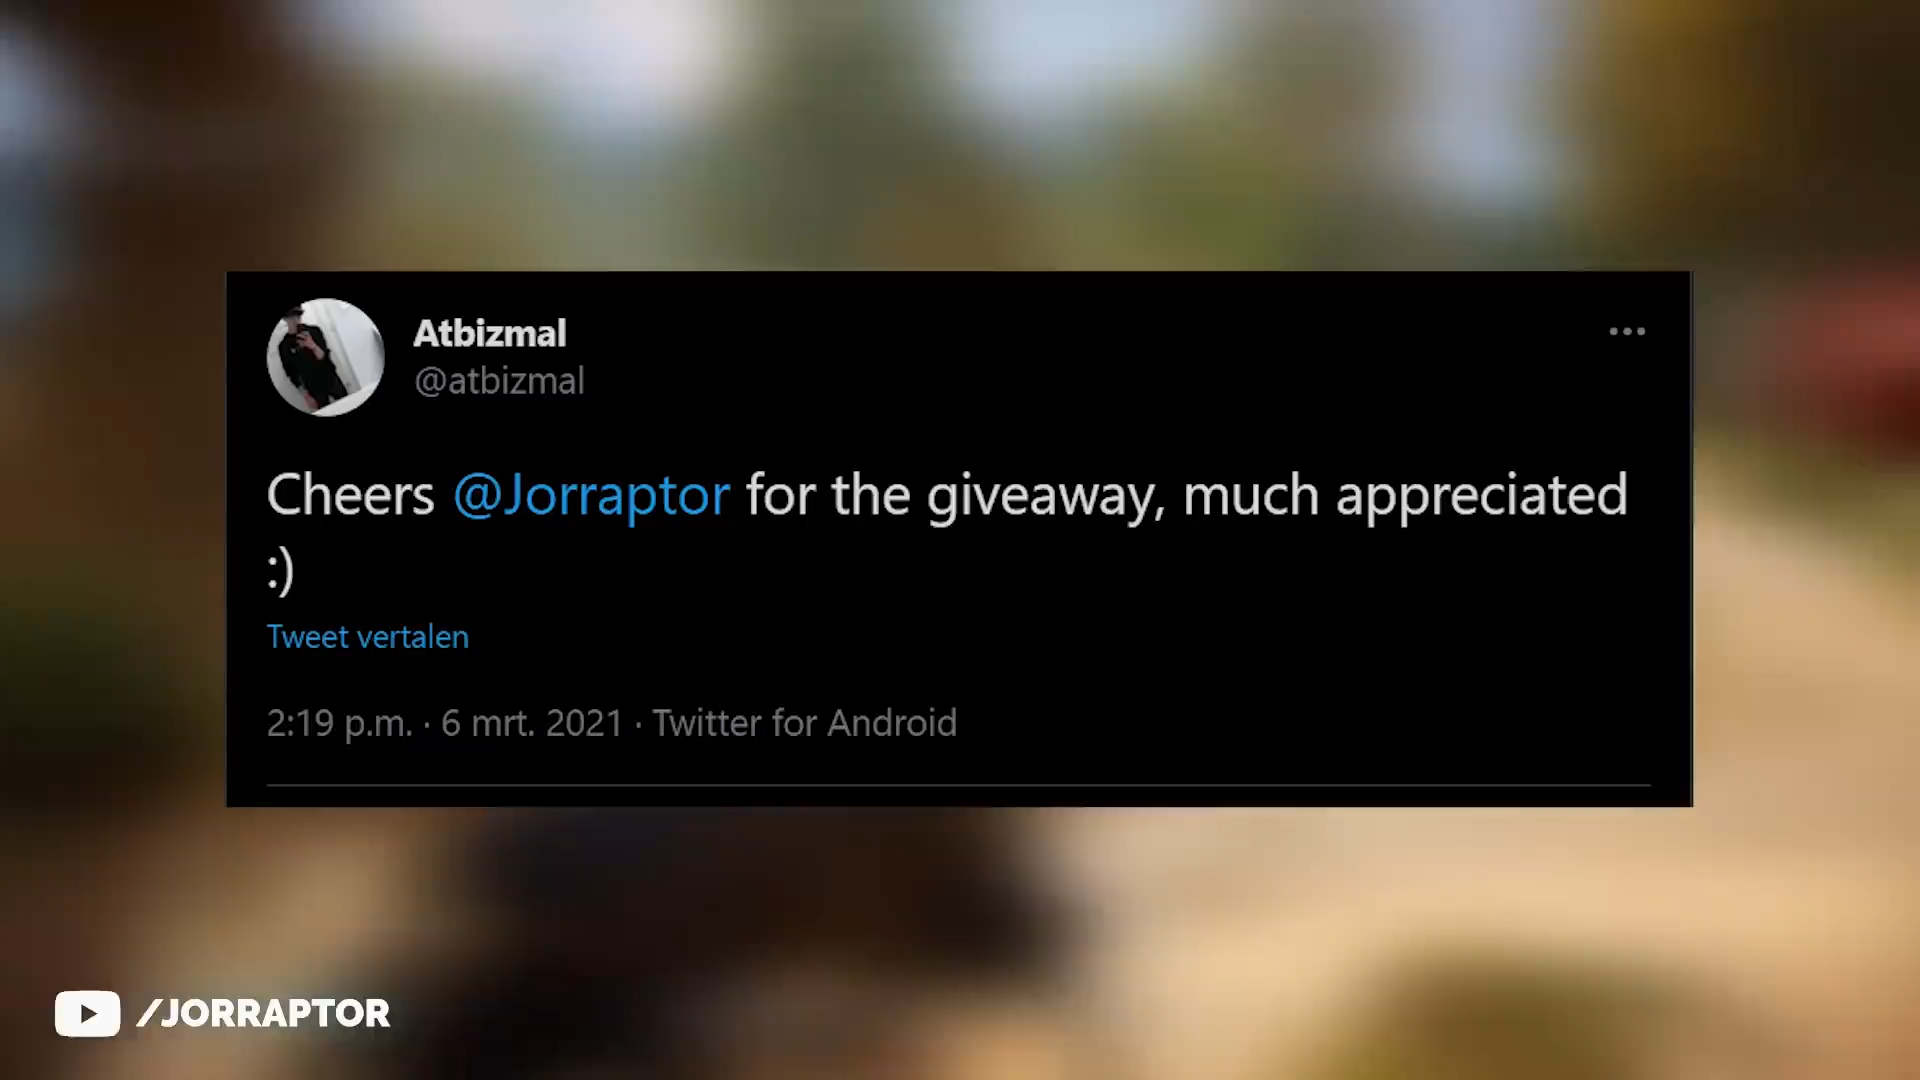 Atbizmal
@atbizmal
Cheers @Jorraptor for the giveaway, much appreciated
:)
Tweet vertalen
2:19 p.m. · 6 mrt. 2021 · Twitter for Android
/JORRAPTOR